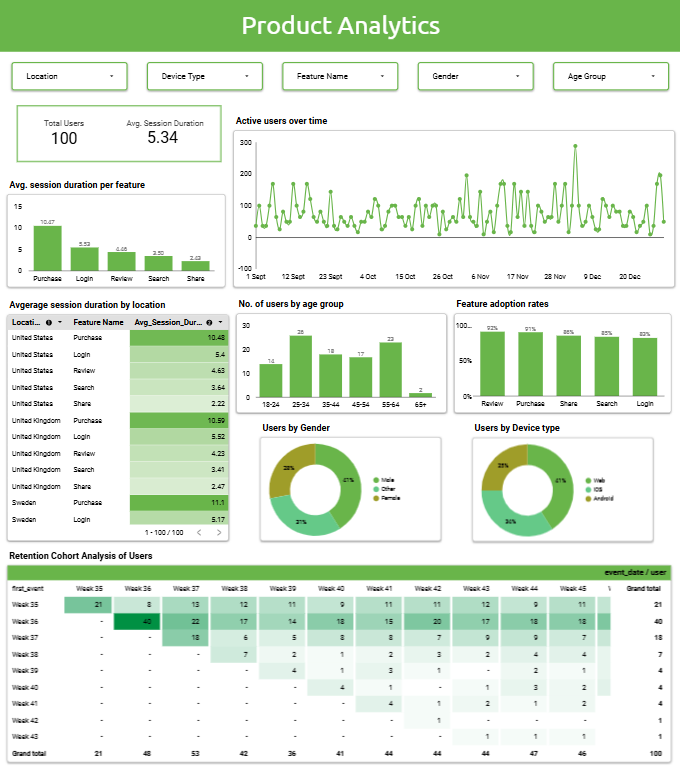 Product Analytics
Location
Device Type
Feature Name
Gender
Age Group
Total Users
100
Avg. Session Duration
5.34
Active users over time
300
200
100
0
-100
1 Sept 12 Sept 23 Sept 4 Oct 15 Oct 26 Oct 6 Nov 17 Nov 28 Nov 9 Dec 20 Dec
Avg. session duration per feature
15
10
5
0
10.47
5.53
4.46
3.50
2.43
Purchase Login Review Search Share
Avgerage session duration by location
Locati... Feature Name Avg_Session_Dur...
United States Purchase 10.48
United States Login 5.4
United States Review 4.63
United States Search 3.64
United States Share 2.22
United Kingdom Purchase 10.59
United Kingdom Login 5.52
United Kingdom Review 4.23
United Kingdom Search 3.41
United Kingdom Share 2.47
Sweden Purchase 11.1
Sweden Login 5.17
1 - 100 / 100
No. of users by age group
30
20
10
0
14
26
18
17
23
2
18-24 25-34 35-44 45-54 55-64 65+
Feature adoption rates
100...
50%
0%
92%
91%
86%
85%
83%
Review Purchase Share Search Login
Users by Gender
41%
31%
28%
Male
Other
Female
Users by Device type
41%
34%
25%
Web
iOS
Android
Retention Cohort Analysis of Users
event_date / user
first_event Week 35 Week 36 Week 37 Week 38 Week 39 Week 40 Week 41 Week 42 Week 43 Week 44 Week 45 Grand total
Week 35 21 8 13 12 11 9 11 11 12 9 11 21
Week 36 - 40 22 17 14 18 15 20 17 18 18 40
Week 37 - - 18 6 5 8 8 7 9 9 7 18
Week 38 - - - 7 2 1 2 3 2 4 4 7
Week 39 - - - - 4 1 3 1 - 2 1 4
Week 40 - - - - - 4 1 - 1 3 2 4
Week 41 - - - - - - 4 1 2 1 2 4
Week 42 - - - - - - - 1 - - - 1
Week 43 - - - - - - - - 1 1 1 1
Grand total 21 48 53 42 36 41 44 44 44 47 46 100